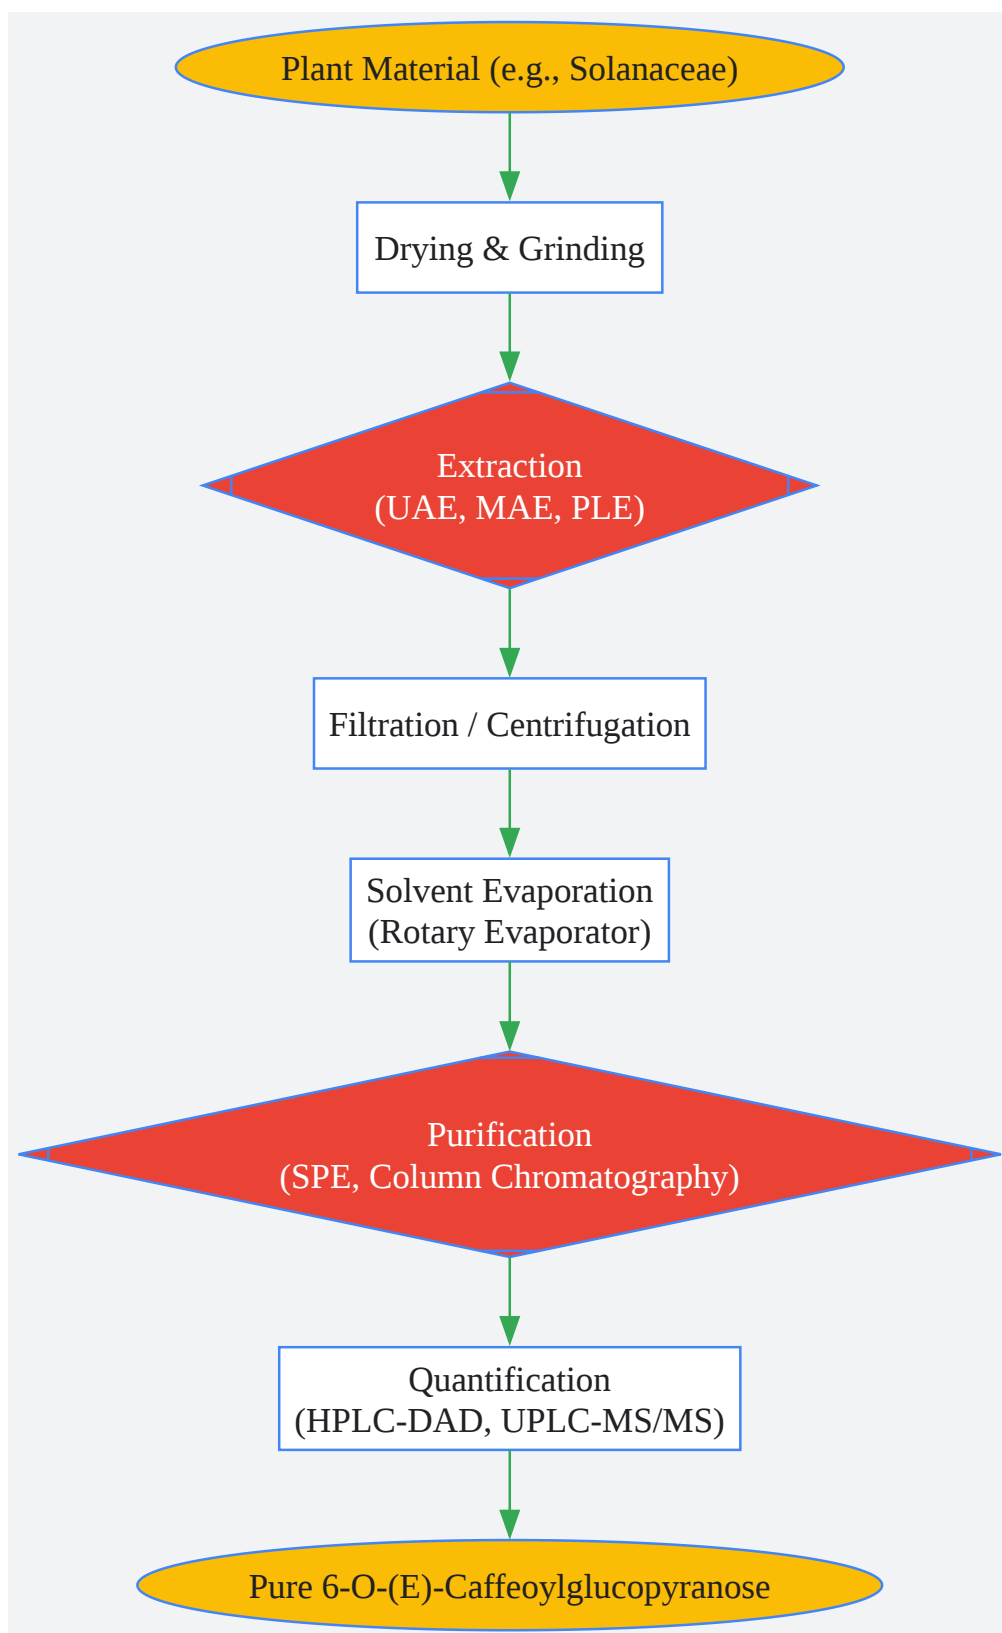 Plant Material (e.g., Solanaceae)
Drying & Grinding
Extraction
(UAE, MAE, PLE)
Filtration / Centrifugation
Solvent Evaporation
(Rotary Evaporator)
Purification
(SPE, Column Chromatography)
Quantification
(HPLC-DAD, UPLC-MS/MS)
Pure 6-O-(E)-Caffeoylglucopyranose